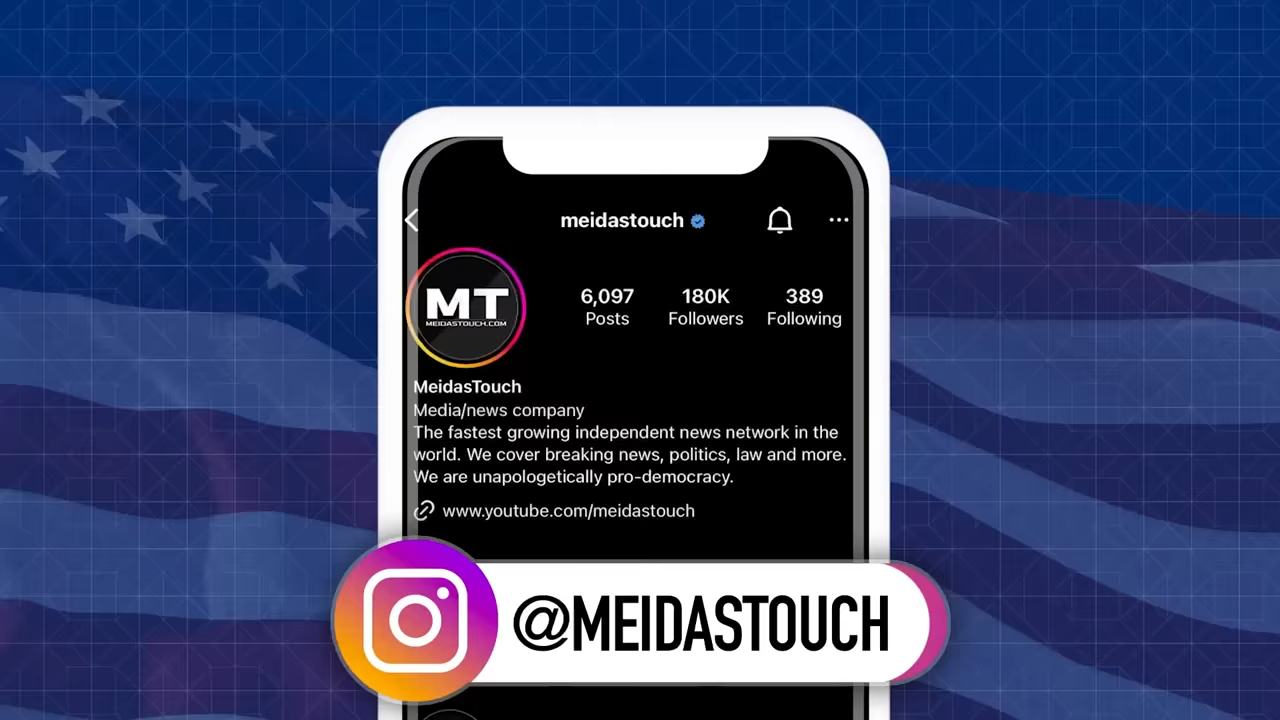 meidastouch
MT
MEIDASTOUCH.COM
6,097 180K 389
Posts Followers Following
MeidasTouch
Media/news company
The fastest growing independent news network in the
world. We cover breaking news, politics, law and more.
We are unapologetically pro-democracy.
www.youtube.com/meidastouch
@MEIDASTOUCH